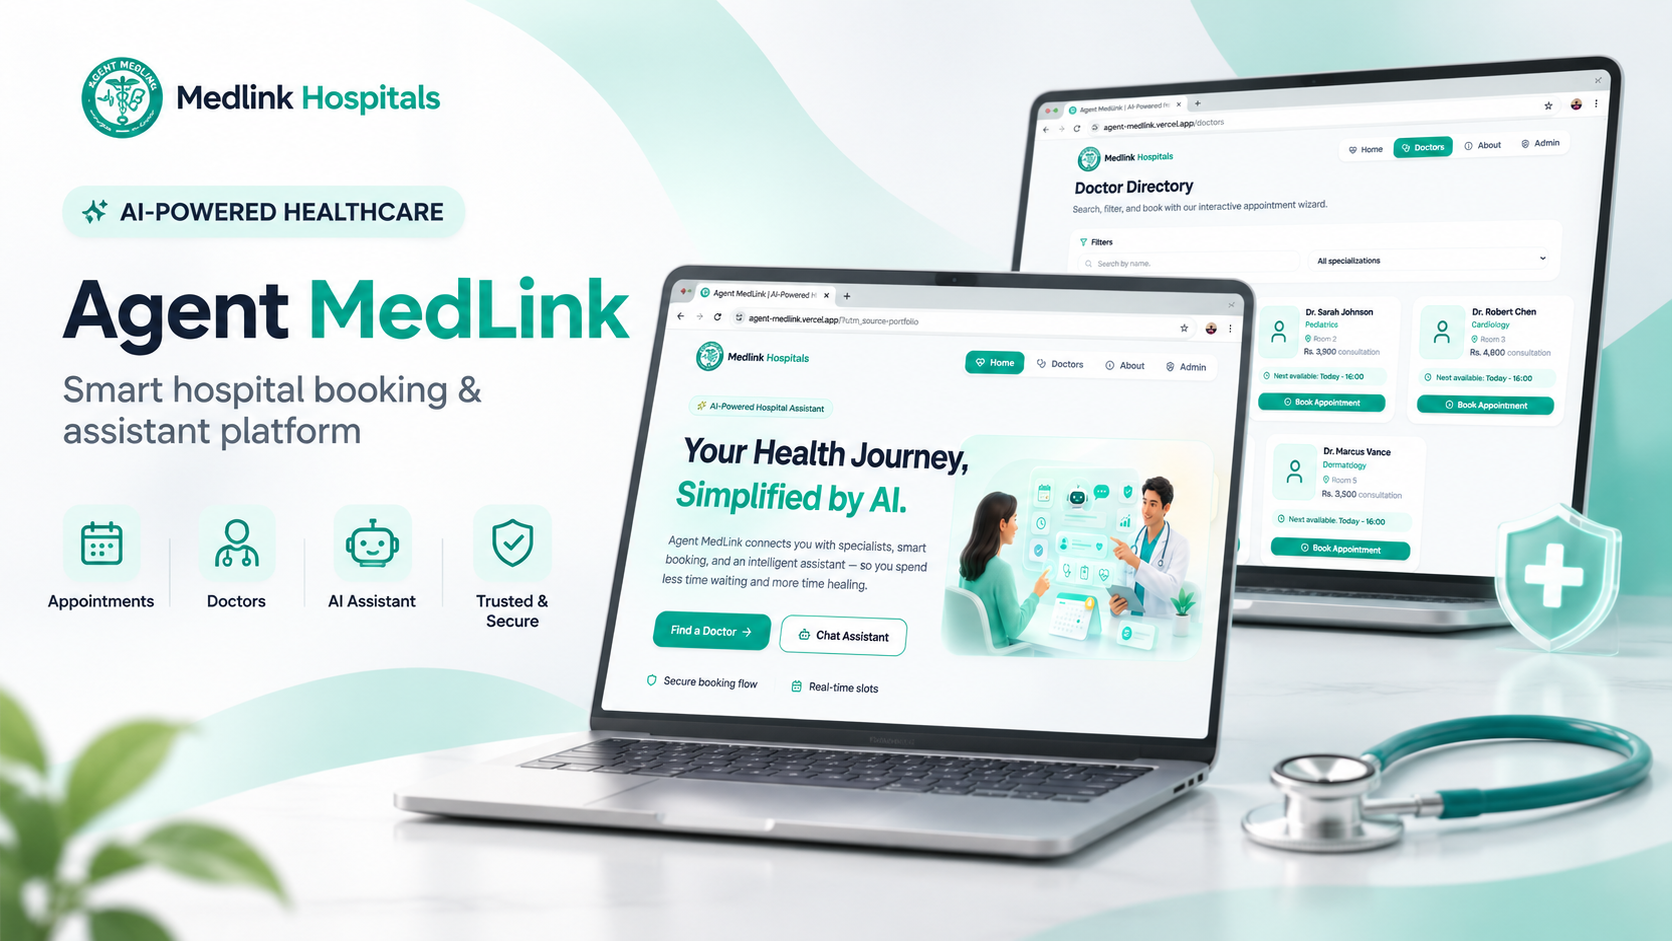 AGENT MEDLINK
Medlink Hospitals
AI-POWERED HEALTHCARE
Agent MedLink
Smart hospital booking &
assistant platform
Appointments
Doctors
AI Assistant
Trusted &
Secure
Agent MedLink | AI-Powered H
agent-medlink.vercel.app/?utm_source-portfolio
Medlink Hospitals
Home
Doctors
About
Admin
AI-Powered Hospital Assistant
Your Health Journey,
Simplified by AI.
Agent MedLink connects you with specialists, smart
booking, and an intelligent assistant — so you spend
less time waiting and more time healing.
Find a Doctor →
Chat Assistant
Secure booking flow
Real-time slots
Agent MedLink | AI-Powered H
agent-medlink.vercel.app/doctors
Medlink Hospitals
Home
Doctors
About
Admin
Doctor Directory
Search, filter, and book with our interactive appointment wizard.
Filters
Search by name.
All specializations
Dr. Sarah Johnson
Pediatrics
Room 2
Rs. 3,900 consultation
Next available: Today - 16:00
Book Appointment
Dr. Robert Chen
Cardiology
Room 3
Rs. 4,800 consultation
Next available: Today - 16:00
Book Appointment
Dr. Marcus Vance
Dermatdogy
Room 5
Rs. 3,500 consultation
Next available: Today - 16:00
Book Appointment